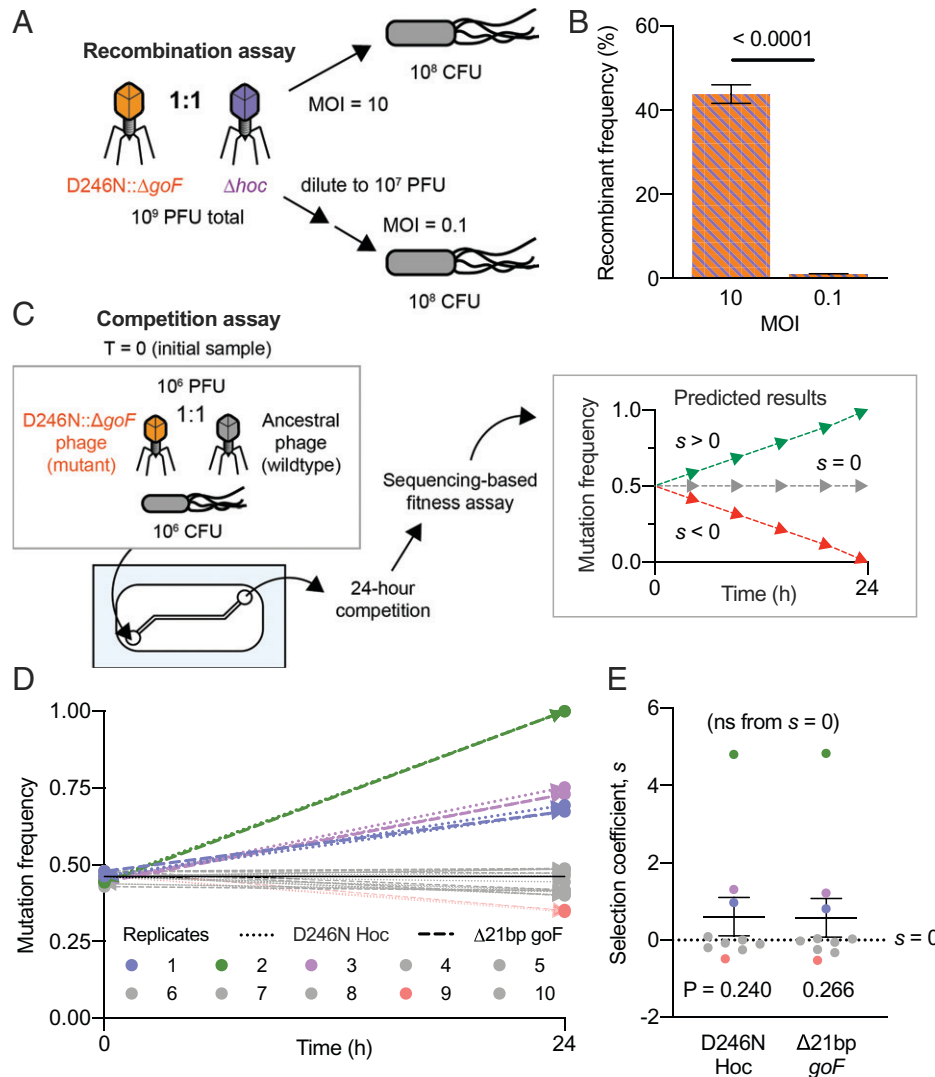 A
Recombination assay
1:1
D246N::ΔgoF
Δhoc
10⁹ PFU total
MOI = 10
10⁸ CFU
dilute to 10⁷ PFU
MOI = 0.1
10⁸ CFU
B
< 0.0001
Recombinant frequency (%)
60
40
20
0
10
0.1
MOI
C
Competition assay
T = 0 (initial sample)
10⁶ PFU
1:1
D246N::ΔgoF
phage
(mutant)
Ancestral
phage
(wildtype)
10⁶ CFU
24-hour
competition
Sequencing-based
fitness assay
Predicted results
Mutation frequency
1.0
0.5
0.0
s > 0
s = 0
s < 0
0
24
Time (h)
D
Mutation frequency
1.00
0.75
0.50
0.25
0.00
Replicates
D246N Hoc
Δ21bp goF
1
2
3
4
5
6
7
8
9
10
0
24
Time (h)
E
Selection coefficient, s
6
4
2
0
-2
(ns from s = 0)
s = 0
P = 0.240
0.266
D246N
Hoc
Δ21bp
goF